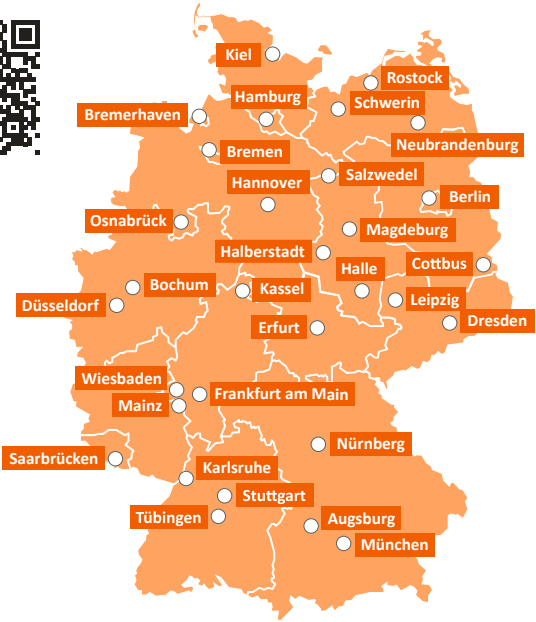 Kiel
Rostock
Hamburg
Schwerin
Bremerhaven
Neubrandenburg
Bremen
Salzwedel
Hannover
Berlin
Osnabrück
Magdeburg
Halberstadt
Halle
Cottbus
Bochum
Kassel
Leipzig
Düsseldorf
Erfurt
Dresden
Wiesbaden
Frankfurt am Main
Mainz
Nürnberg
Saarbrücken
Karlsruhe
Stuttgart
Tübingen
Augsburg
München